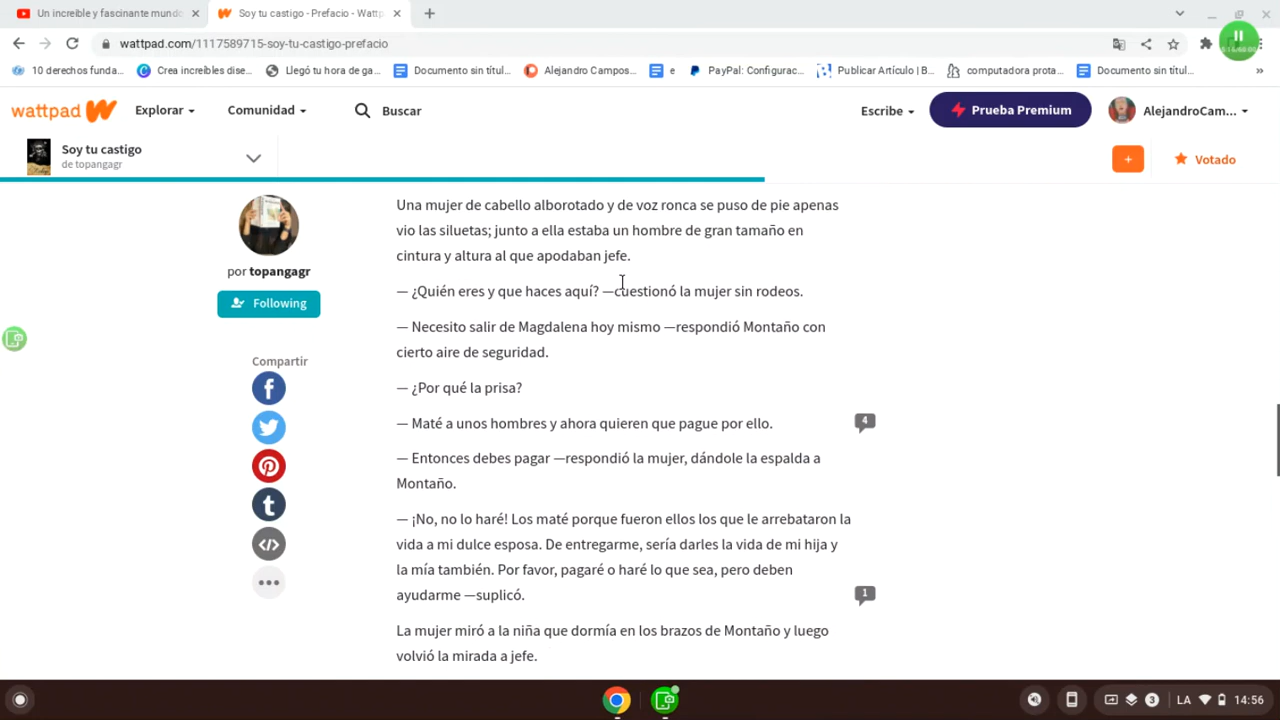 Un increíble y fascinante mundo
Soy tu castigo - Prefacio - Wattp
wattpad.com/1117589715-soy-tu-castigo-prefacio
10 derechos funda...
Crea increíbles dise...
Llegó tu hora de ga...
Documento sin títul...
Alejandro Campos...
e
PayPal: Configurac...
Publicar Artículo | B...
computadora prota...
Documento sin títul...
»
wattpad
Explorar
Comunidad
Buscar
Escribe
Prueba Premium
AlejandroCam...
Soy tu castigo
de topangagr
+
Votado
por topangagr
Following
Compartir
Una mujer de cabello alborotado y de voz ronca se puso de pie apenas
vio las siluetas; junto a ella estaba un hombre de gran tamaño en
cintura y altura al que apodaban jefe.
— ¿Quién eres y que haces aquí? —cuestionó la mujer sin rodeos.
— Necesito salir de Magdalena hoy mismo —respondió Montaño con
cierto aire de seguridad.
— ¿Por qué la prisa?
— Maté a unos hombres y ahora quieren que pague por ello.
4
— Entonces debes pagar —respondió la mujer, dándole la espalda a
Montaño.
— ¡No, no lo haré! Los maté porque fueron ellos los que le arrebataron la
vida a mi dulce esposa. De entregarme, sería darles la vida de mi hija y
la mía también. Por favor, pagaré o haré lo que sea, pero deben
ayudarme —suplicó.
1
La mujer miró a la niña que dormía en los brazos de Montaño y luego
volvió la mirada a jefe.
3
LA
14:56